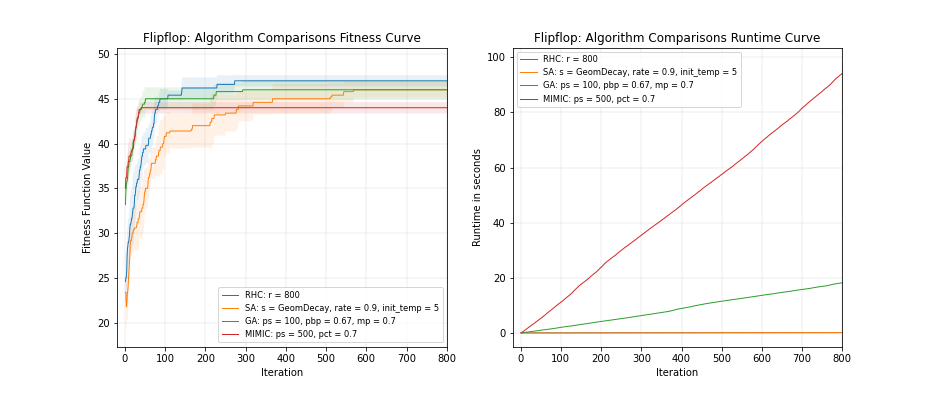 Flipflop: Algorithm Comparisons Fitness Curve
50
45
40
35
30
25
20
Fitness Function Value
RHC: r = 800
SA: s = GeomDecay, rate = 0.9, init_temp = 5
GA: ps = 100, pbp = 0.67, mp = 0.7
MIMIC: ps = 500, pct = 0.7
0 100 200 300 400 500 600 700 800
Iteration
Flipflop: Algorithm Comparisons Runtime Curve
100
80
60
40
20
0
Runtime in seconds
RHC: r = 800
SA: s = GeomDecay, rate = 0.9, init_temp = 5
GA: ps = 100, pbp = 0.67, mp = 0.7
MIMIC: ps = 500, pct = 0.7
0 100 200 300 400 500 600 700 800
Iteration